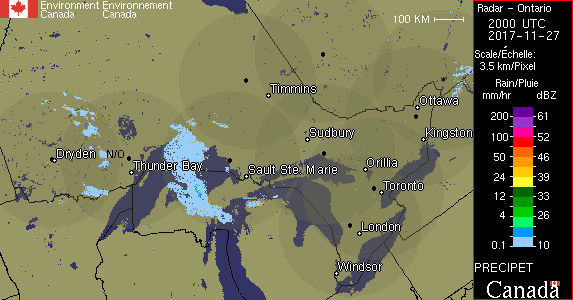 Environment Environnement
Canada Canada
100 KM
Timmins
Ottawa
Sudbury
Kingston
Dryden
N/O
Thunder Bay
Sault Ste. Marie
Orillia
Toronto
London
Windsor
Radar - Ontario
2000 UTC
2017-11-27
Scale/Échelle:
3.5 km/Pixel
Rain/Pluie
mm/hr dBZ
200 61
100 52
50 46
24 39
12 33
4 26
0.1 10
PRECIPET
Canada